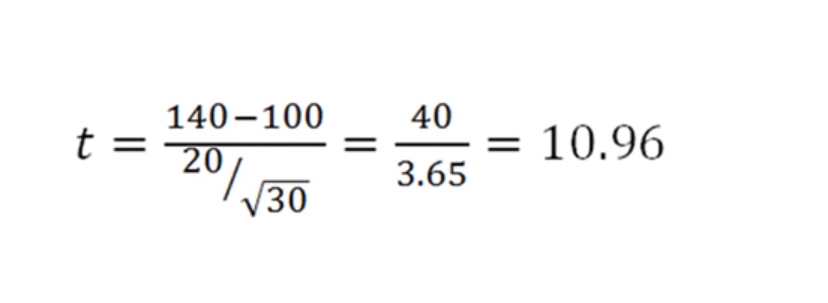 t = 140−100 / 20/√30 = 40 / 3.65 = 10.96